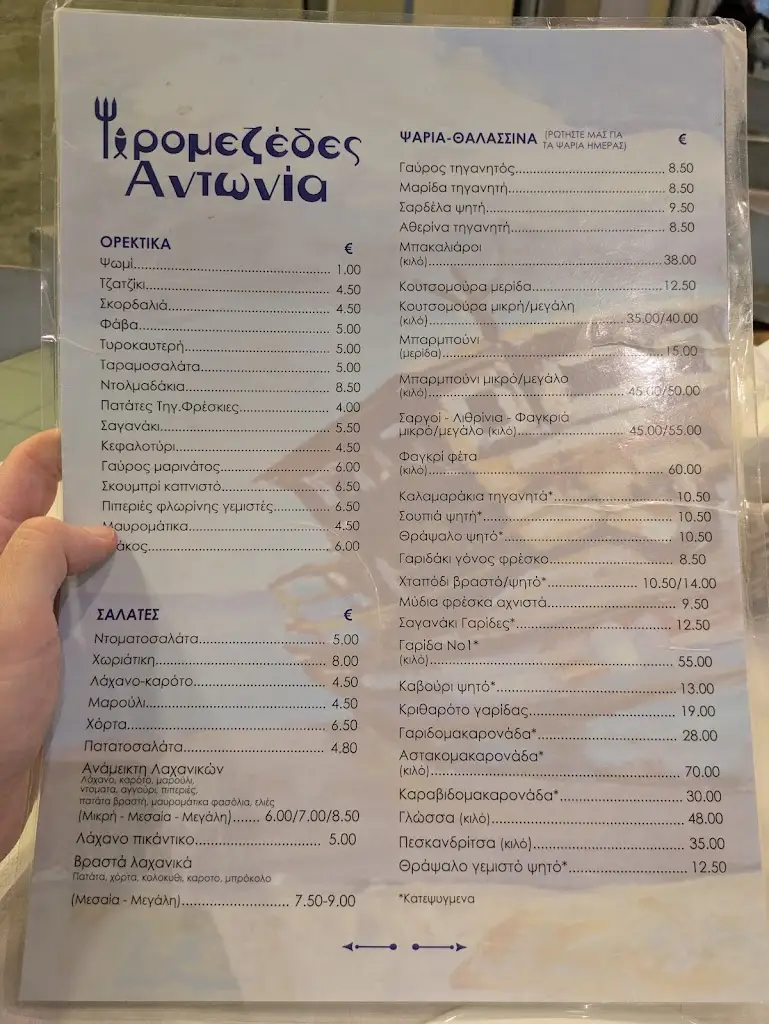 Ψιρομεζέδες
Αντωνία
ΟΡΕΚΤΙΚΑ €
Ψωμί 1.00
Τζατζίκι 4.50
Σκορδαλιά 4.50
Φάβα 5.00
Τυροκαυτερή 5.00
Ταραμοσαλάτα 5.00
Ντολμαδάκια 8.50
Πατάτες Τηγ.Φρέσκιες 4.00
Σαγανάκι 5.50
Κεφαλοτύρι 4.50
Γαύρος μαρινάτος 6.00
Σκουμπρί καπνιστό 6.50
Πιπεριές φλωρίνης γεμιστές 6.50
Μαυρομάτικα 4.50
άκος 6.00
ΣΑΛΑΤΕΣ €
Ντοματοσαλάτα 5.00
Χωριάτικη 8.00
Λάχανο-καρότο 4.50
Μαρούλι 4.50
Χόρτα 6.50
Πατατοσαλάτα 4.80
Ανάμεικτη Λαχανικών
Λάχανο, καρότο, μαρούλι,
ντοματα, αγγούρι, πιπεριές,
πατάτα βραστή, μαυρομάτικα φασόλια, ελιές
(Μικρή - Μεσαία - Μεγάλη) 6.00/7.00/8.50
Λάχανο πικάντικο 5.00
Βραστά λαχανικά
Πατάτα, χόρτα, κολοκυθι, καροτο, μπρόκολο
(Μεσαία - Μεγάλη) 7.50-9.00
ΨΑΡΙΑ-ΘΑΛΑΣΣΙΝΑ (ΡΩΤΗΣΤΕ ΜΑΣ ΓΙΑ
ΤΑ ΨΑΡΙΑ ΗΜΕΡΑΣ) €
Γαύρος τηγανητός 8.50
Μαρίδα τηγανητή 8.50
Σαρδέλα ψητή 9.50
Αθερίνα τηγανητή 8.50
Μπακαλιάροι
(κιλό) 38.00
Κουτσομούρα μερίδα 12.50
Κουτσομούρα μικρή/μεγάλη
(κιλό) 35.00/40.00
Μπαρμπούνι
(μερίδα) 15.00
Μπαρμπούνι μικρό/μεγάλο
(κιλό) 45.00/50.00
Σαργοί - Λιθρίνια - Φαγκριά
μικρό/μεγάλο (κιλό) 45.00/55.00
Φαγκρί φέτα
(κιλό) 60.00
Καλαμαράκια τηγανητά* 10.50
Σουπιά ψητή* 10.50
Θράψαλο ψητό* 10.50
Γαριδάκι γόνος φρέσκο 8.50
Χταπόδι βραστό/ψητό* 10.50/14.00
Μύδια φρέσκα αχνιστά 9.50
Σαγανάκι Γαρίδες* 12.50
Γαρίδα Νο1*
(κιλό) 55.00
Καβούρι ψητό* 13.00
Κριθαρότο γαρίδας 19.00
Γαριδομακαρονάδα* 28.00
Αστακομακαρονάδα*
(κιλό) 70.00
Καραβιδομακαρονάδα* 30.00
Γλώσσα (κιλό) 48.00
Πεσκανδρίτσα (κιλό) 35.00
Θράψαλο γεμιστό ψητό* 12.50
*Κατεψυγμενα